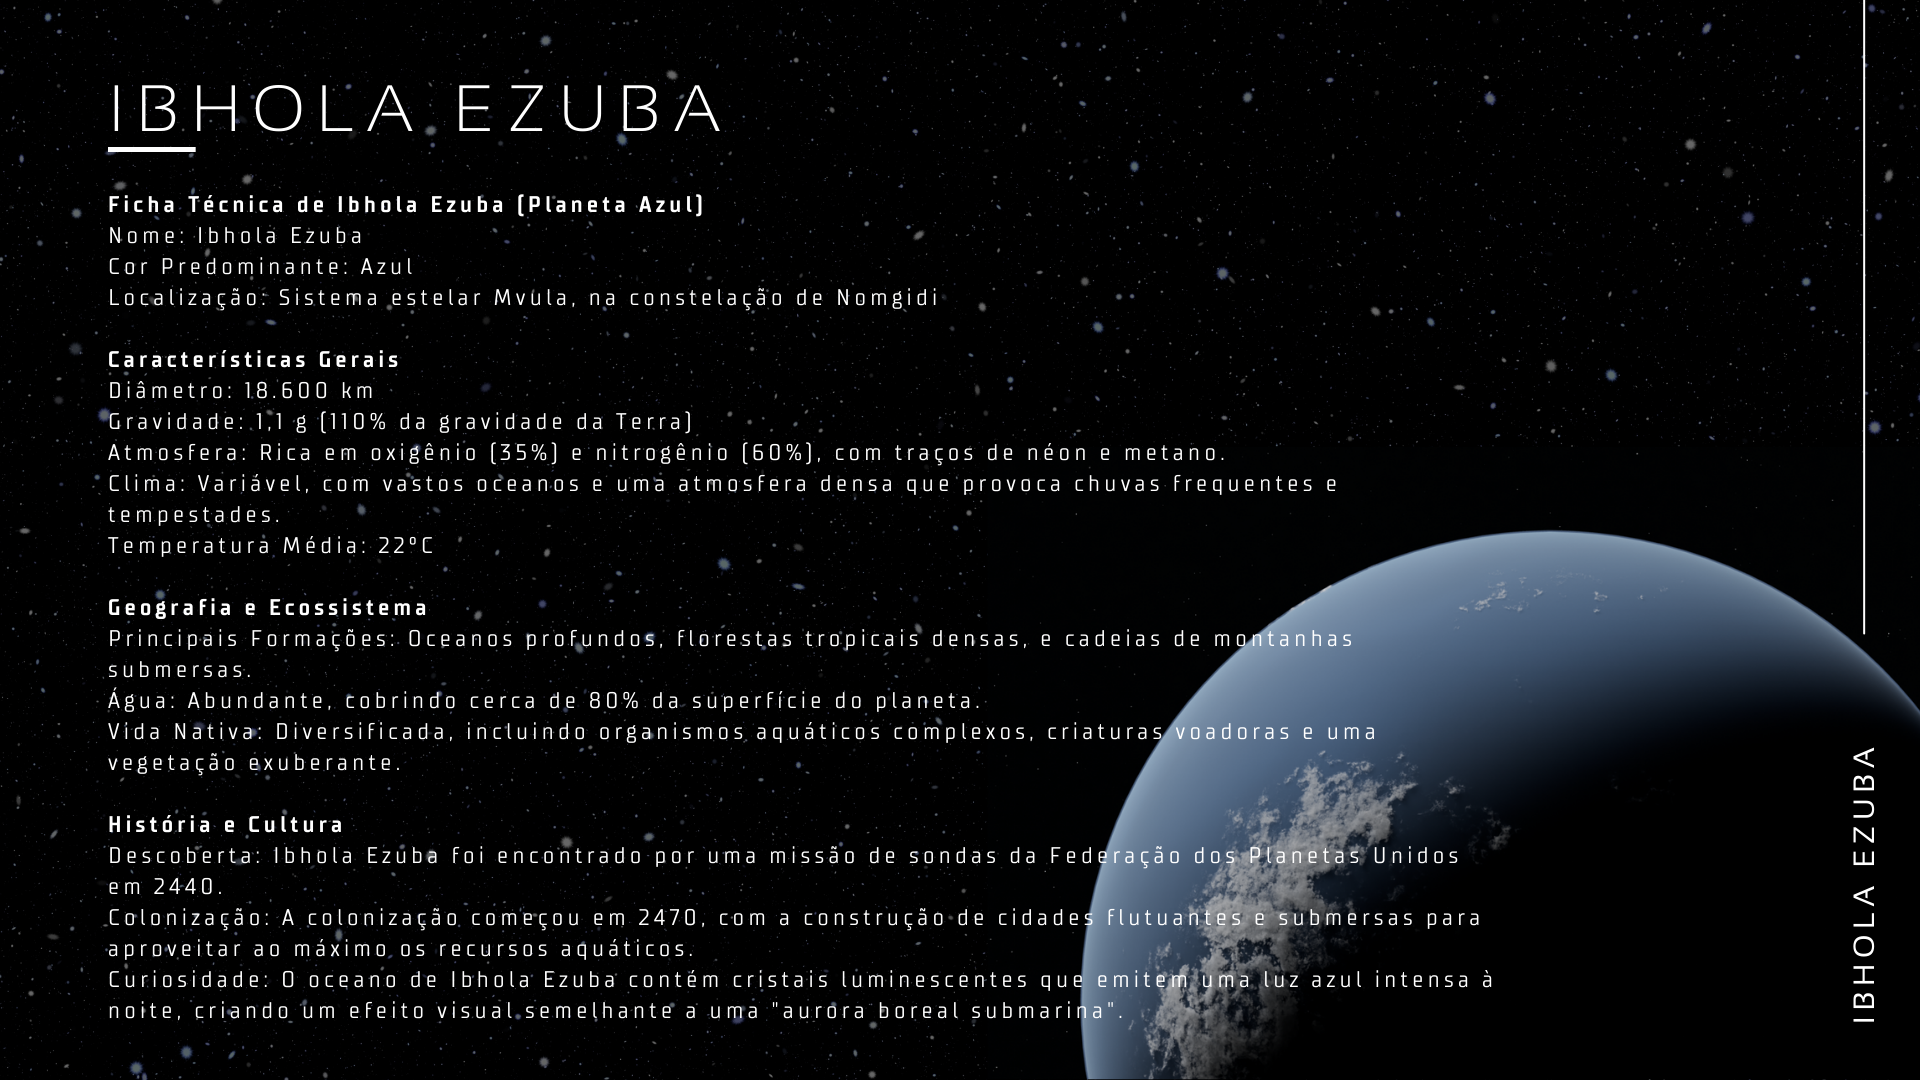 IBHOLA EZUBA
Ficha Técnica de Ibhola Ezuba (Planeta Azul)
Nome: Ibhola Ezuba
Cor Predominante: Azul
Localização: Sistema estelar Mvula, na constelação de Nomgidi
Características Gerais
Diâmetro: 18.600 km
Gravidade: 1,1 g (110% da gravidade da Terra)
Atmosfera: Rica em oxigênio (35%) e nitrogênio (60%), com traços de néon e metano.
Clima: Variável, com vastos oceanos e uma atmosfera densa que provoca chuvas frequentes e
tempestades.
Temperatura Média: 22°C
Geografia e Ecossistema
Principais Formações: Oceanos profundos, florestas tropicais densas, e cadeias de montanhas
submersas.
Água: Abundante, cobrindo cerca de 80% da superfície do planeta.
Vida Nativa: Diversificada, incluindo organismos aquáticos complexos, criaturas voadoras e uma
vegetação exuberante.
História e Cultura
Descoberta: Ibhola Ezuba foi encontrado por uma missão de sondas da Federação dos Planetas Unidos
em 2440.
Colonização: A colonização começou em 2470, com a construção de cidades flutuantes e submersas para
aproveitar ao máximo os recursos aquáticos.
Curiosidade: O oceano de Ibhola Ezuba contém cristais luminescentes que emitem uma luz azul intensa à
noite, criando um efeito visual semelhante a uma "aurora boreal submarina".
IBHOLA EZUBA